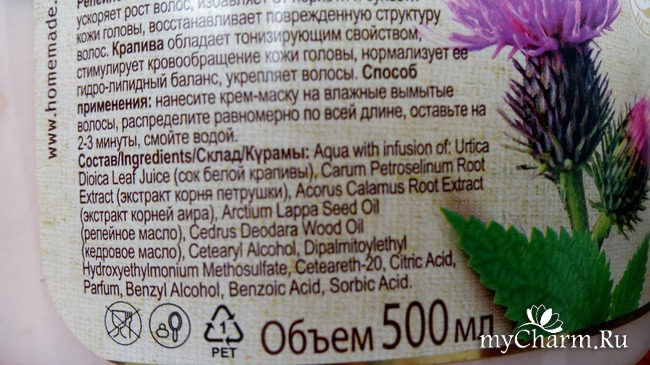 ускоряет рост волос, избавляет от
кожи головы, восстанавливает поврежденную структуру
волос. Крапива обладает тонизирующим свойством,
стимулирует кровообращение кожи головы, нормализует ее
гидро-липидный баланс, укрепляет волосы. Способ
применения: нанесите крем-маску на влажные вымытые
волосы, распределите равномерно по всей длине, оставьте на
2-3 минуты, смойте водой.
Состав/Ingredients/Склад/Курамы: Aqua with infusion of: Urtica
Dioica Leaf Juice (сок белой крапивы), Carum Petroselinum Root
Extract (экстракт корня петрушки), Acorus Calamus Root Extract
(экстракт корней аира), Arctium Lappa Seed Oil
(репейное масло), Cedrus Deodara Wood Oil
(кедровое масло), Cetearyl Alcohol, Dipalmitoylethyl
Hydroxyethylmonium Methosulfate, Ceteareth-20, Citric Acid,
Parfum, Benzyl Alcohol, Benzoic Acid, Sorbic Acid.
www.homemade.
1
PET
Объем 500 мл
myCharm.Ru